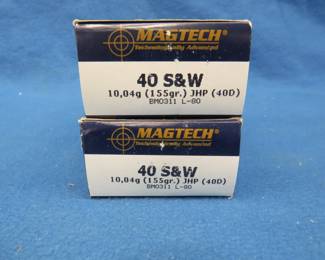 MAGTECH®
Technologically Advanced
40 S&W
10,04g (155gr.) JHP (40D)
BM0311 L-80
MAGTECH®
Technologically Advanced
40 S&W
10,04g (155gr.) JHP (40D)
BM0311 L-80